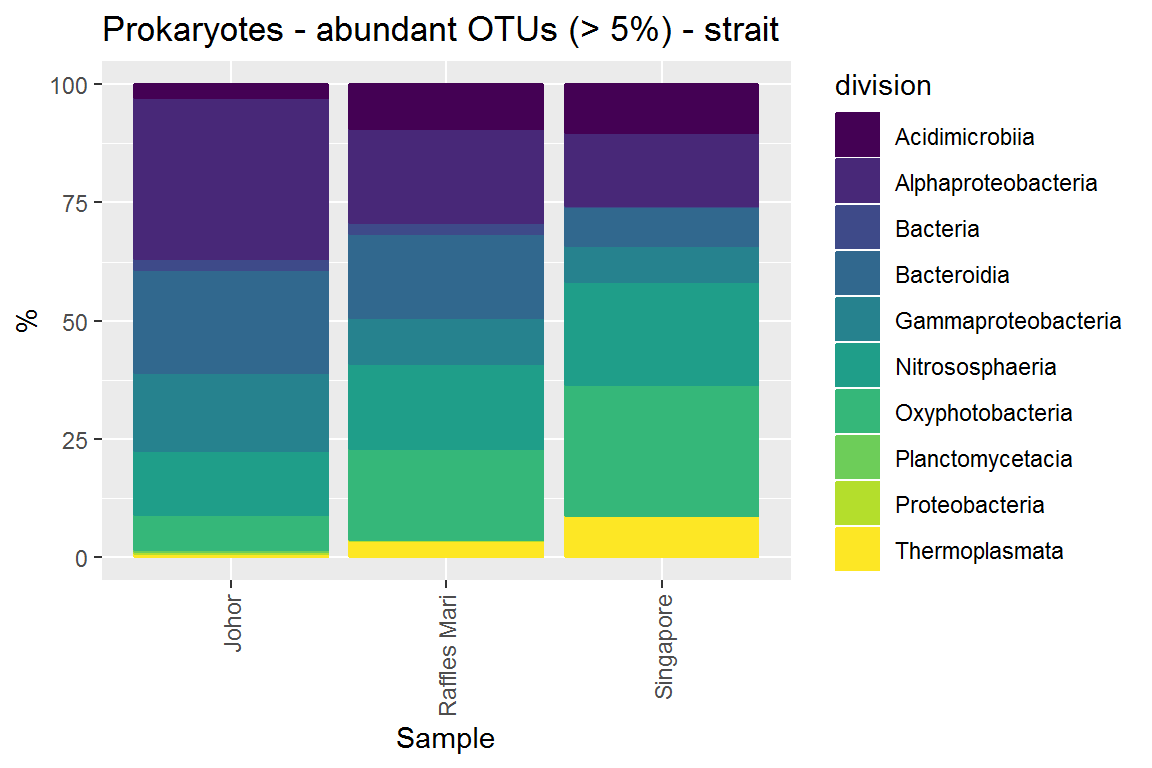 Prokaryotes - abundant OTUs (> 5%) - strait
100
75
50
25
0
%
Johor
Raffles Mari
Singapore
Sample
division
Acidimicrobiia
Alphaproteobacteria
Bacteria
Bacteroidia
Gammaproteobacteria
Nitrososphaeria
Oxyphotobacteria
Planctomycetacia
Proteobacteria
Thermoplasmata